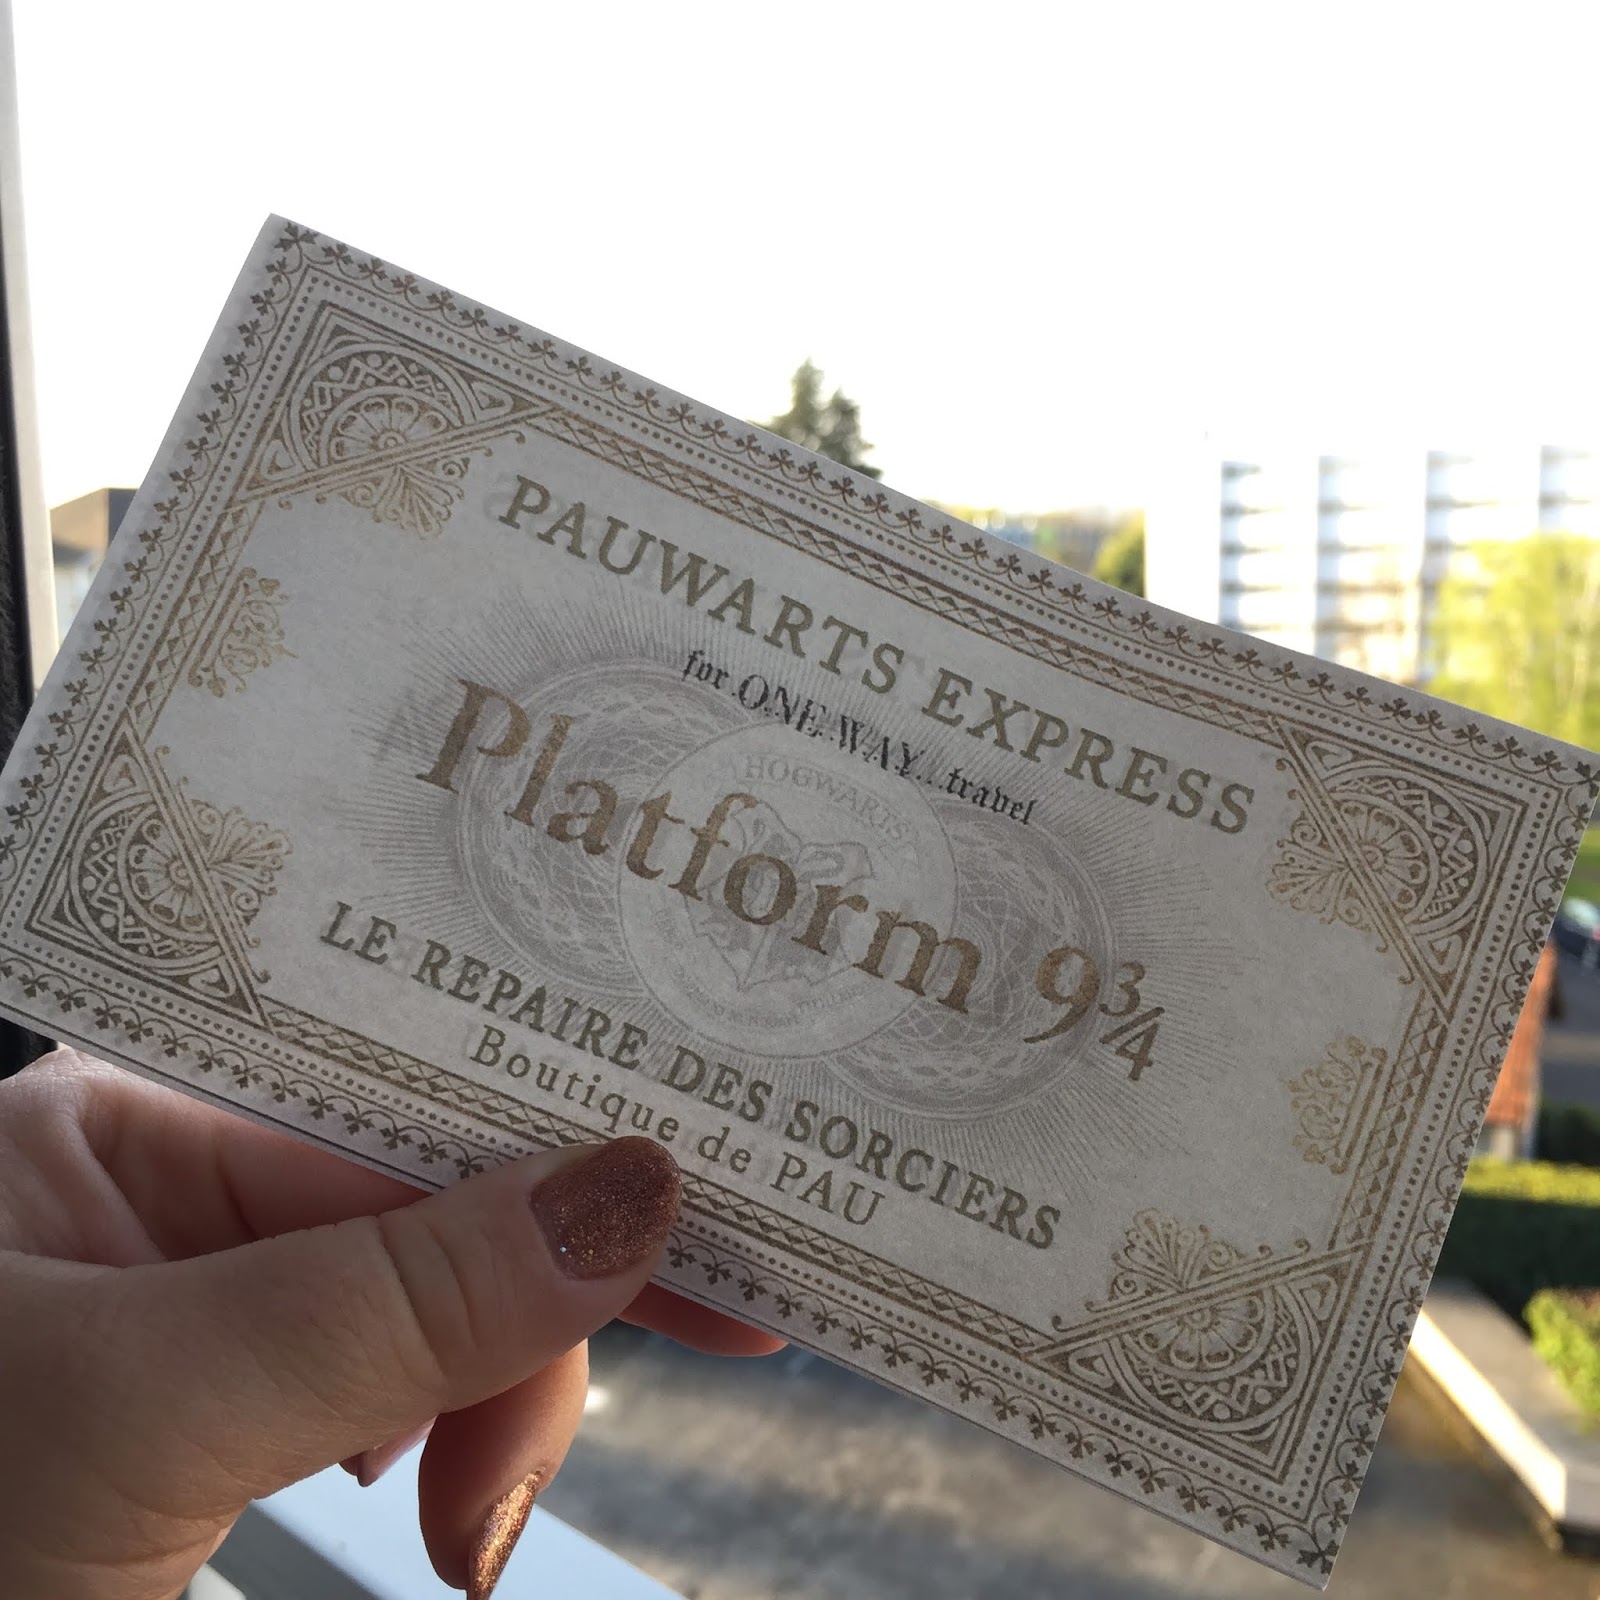 PAUWARTS EXPRESS
for ONE WAY...travel
HOGWARTS
Platform 9¾
LE REPAIRE DES SORCIERS
Boutique de PAU